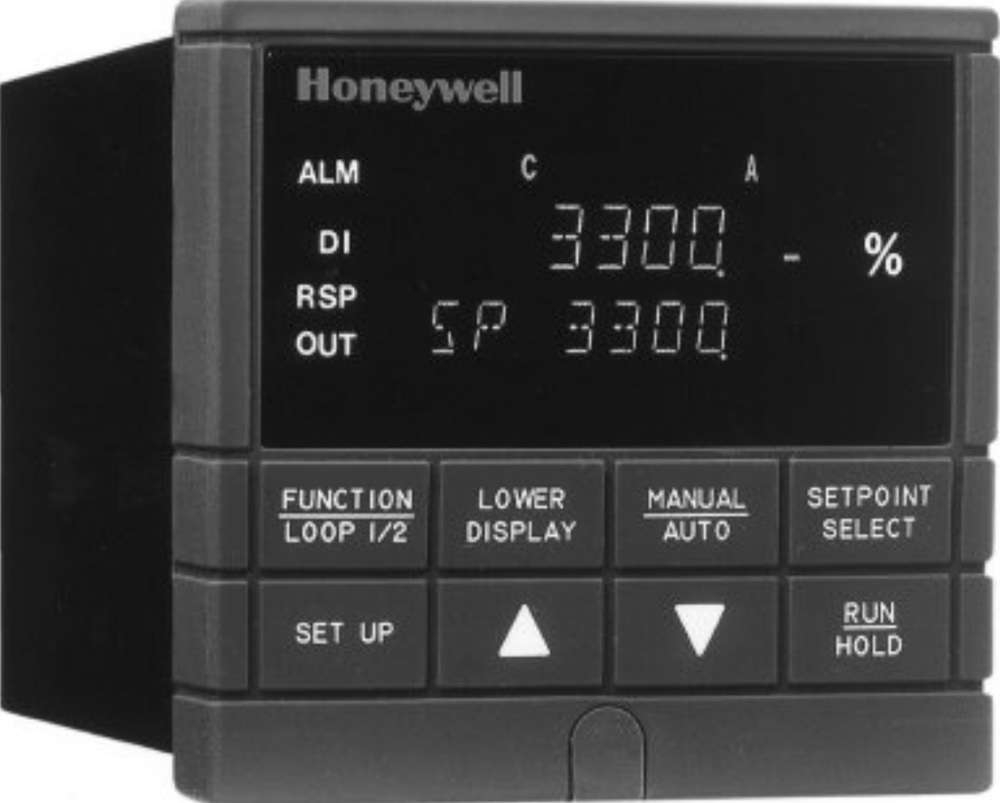 Honeywell
ALM C A
DI 3300. - %
RSP
OUT SP 3300.
FUNCTION LOWER MANUAL SETPOINT
LOOP 1/2 DISPLAY AUTO SELECT
SET UP ▲ ▼ RUN
HOLD